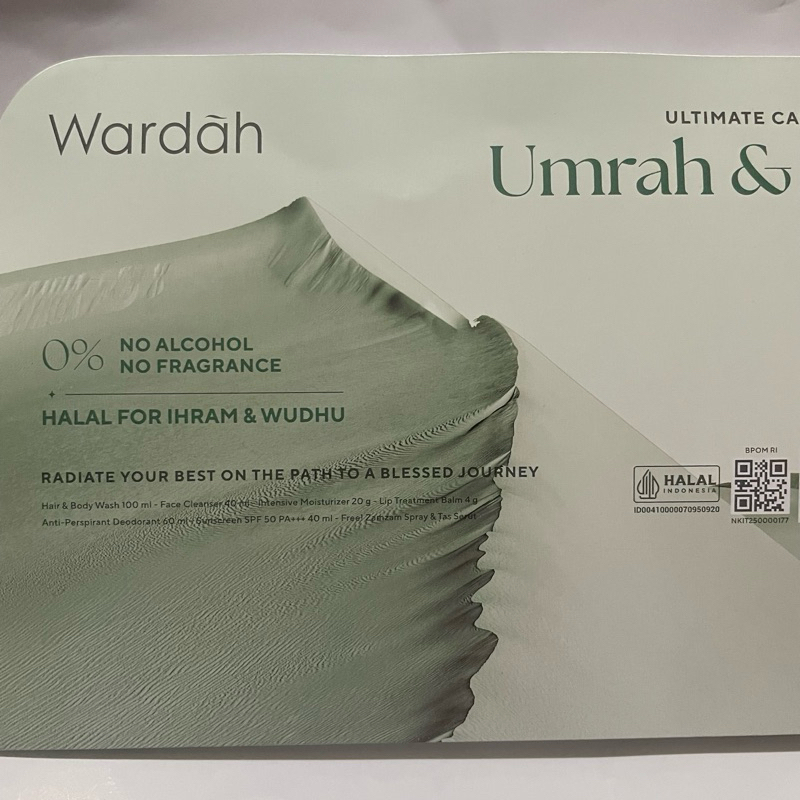 Wardāh
ULTIMATE CA
Umrah &
0% NO ALCOHOL
NO FRAGRANCE
HALAL FOR IHRAM & WUDHU
RADIATE YOUR BEST ON THE PATH TO A BLESSED JOURNEY
Hair & Body Wash 100 ml - Face Cleanser 40 ml - Intensive Moisturizer 20 g - Lip Treatment Balm 4 g
Anti-Perspirant Deodorant 60 ml - Sunscreen SPF 50 PA+++ 40 ml - Free! Zamzam Spray & Tas Serut
HALAL
INDONESIA
ID00410000070950920
BPOM RI
NKIT250000177